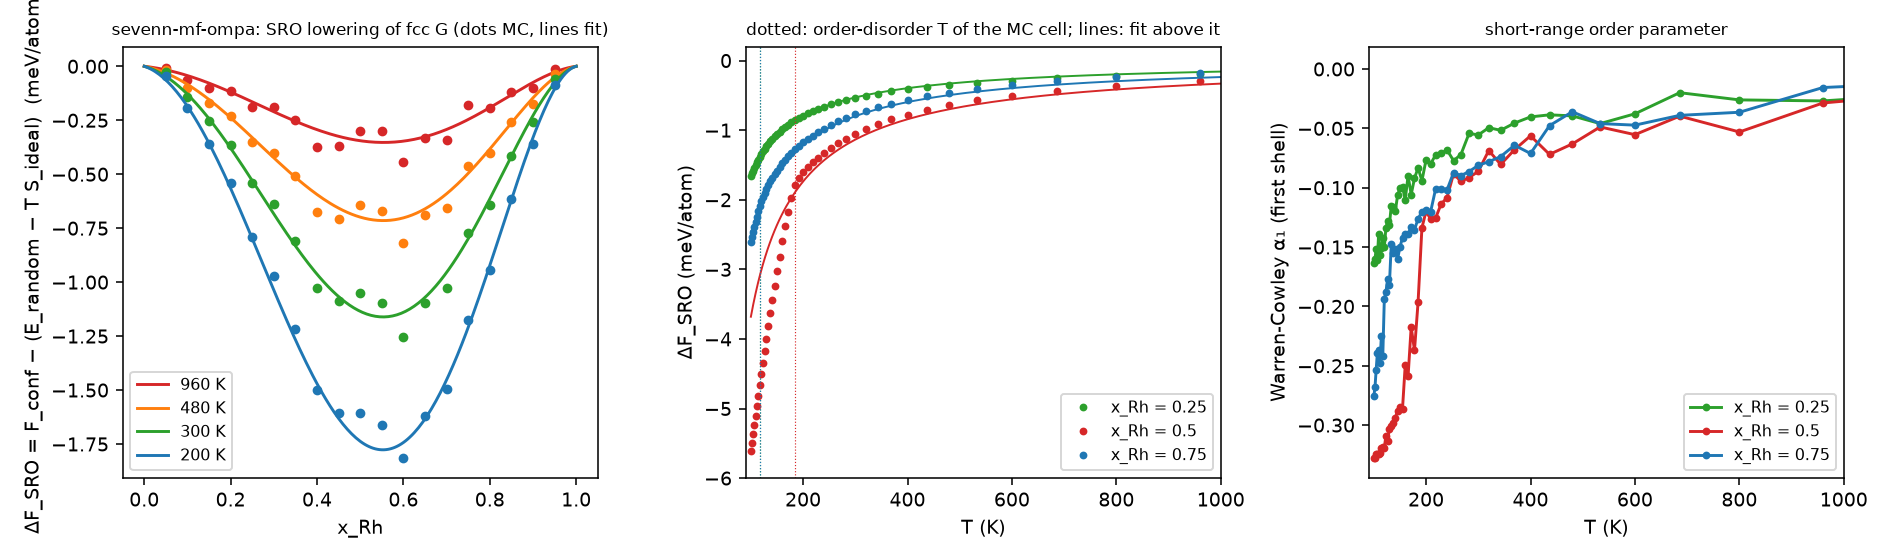 sevenn-mf-ompa: SRO lowering of fcc G (dots MC, lines fit)
ΔF_SRO = F_conf − (E_random − T S_ideal) (meV/atom
0.00
−0.25
−0.50
−0.75
−1.00
−1.25
−1.50
−1.75
960 K
480 K
300 K
200 K
0.0
0.2
0.4
0.6
0.8
1.0
x_Rh
dotted: order-disorder T of the MC cell; lines: fit above it
ΔF_SRO (meV/atom)
0
−1
−2
−3
−4
−5
−6
x_Rh = 0.25
x_Rh = 0.5
x_Rh = 0.75
200
400
600
800
1000
T (K)
short-range order parameter
Warren-Cowley α₁ (first shell)
0.00
−0.05
−0.10
−0.15
−0.20
−0.25
−0.30
x_Rh = 0.25
x_Rh = 0.5
x_Rh = 0.75
200
400
600
800
1000
T (K)